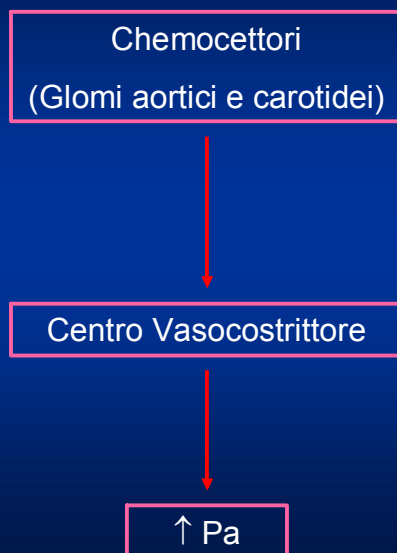 Chemocettori
(Glomi aortici e carotidei)
Centro Vasocostrittore
↑ Pa